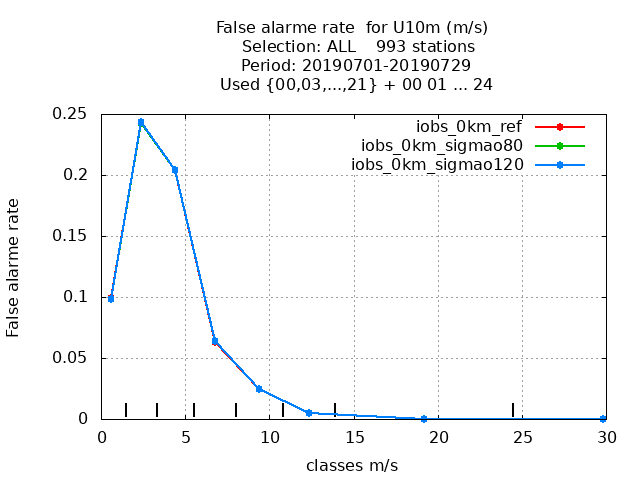 False alarme rate  for U10m (m/s)
Selection: ALL    993 stations
Period: 20190701-20190729
Used {00,03,...,21} + 00 01 ... 24
iobs_0km_ref
iobs_0km_sigmao80
iobs_0km_sigmao120
False alarme rate
0.25
0.2
0.15
0.1
0.05
0
0 5 10 15 20 25 30
classes m/s